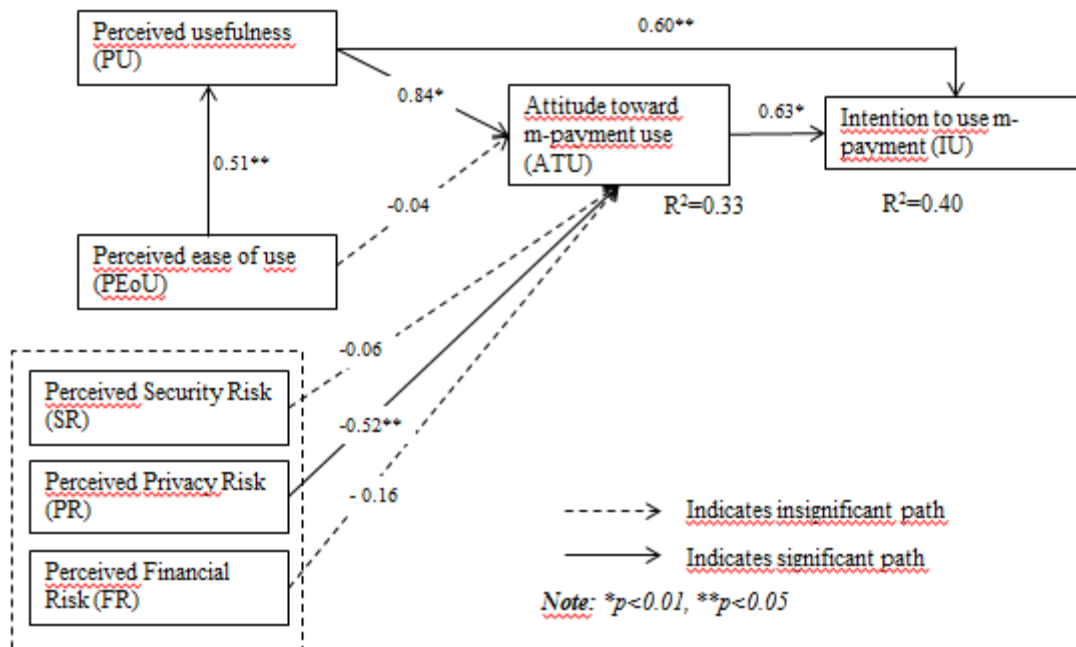 Perceived usefulness
(PU)
0.60**
0.84*
Attitude toward
m-payment use
(ATU)
0.63*
Intention to use m-
payment (IU)
0.51**
-0.04
R²=0.33
R²=0.40
Perceived ease of use
(PEoU)
-0.06
Perceived Security Risk
(SR)
-0.52**
Perceived Privacy Risk
(PR)
- 0.16
Perceived Financial
Risk (FR)
Indicates insignificant path
Indicates significant path
Note: *p<0.01, **p<0.05